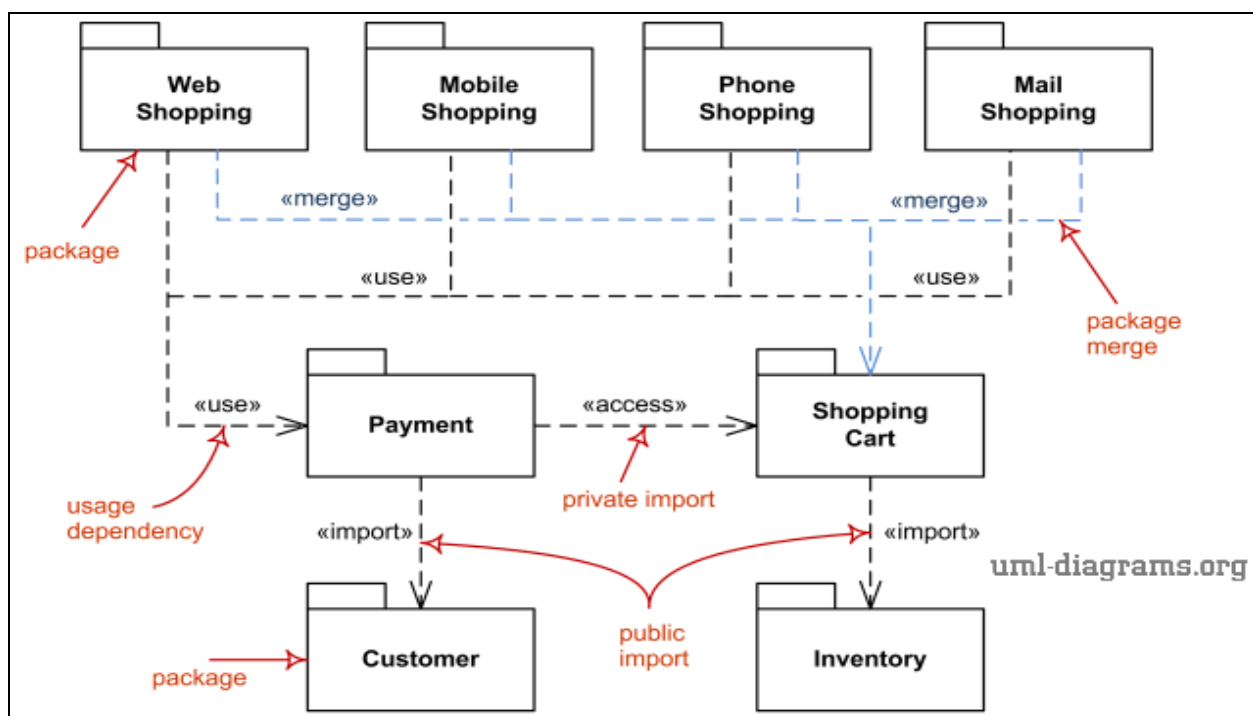 Web
Shopping
Mobile
Shopping
Phone
Shopping
Mail
Shopping
«merge»
«merge»
package
«use»
«use»
package
merge
«use»
Payment
«access»
Shopping
Cart
usage
dependency
private import
«import»
«import»
uml-diagrams.org
public
import
package
Customer
Inventory